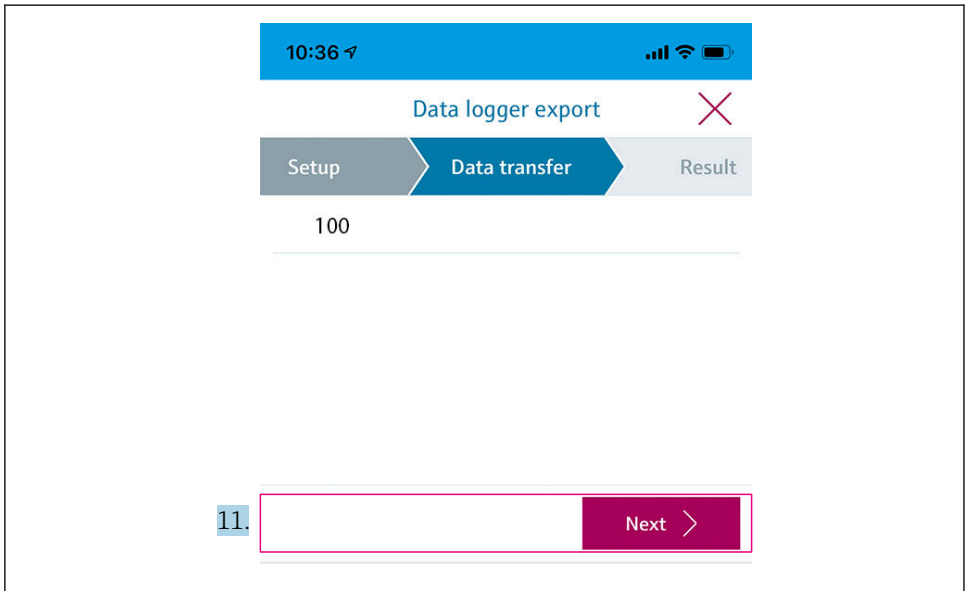 10:36
Data logger export
Setup Data transfer Result
100
11. Next